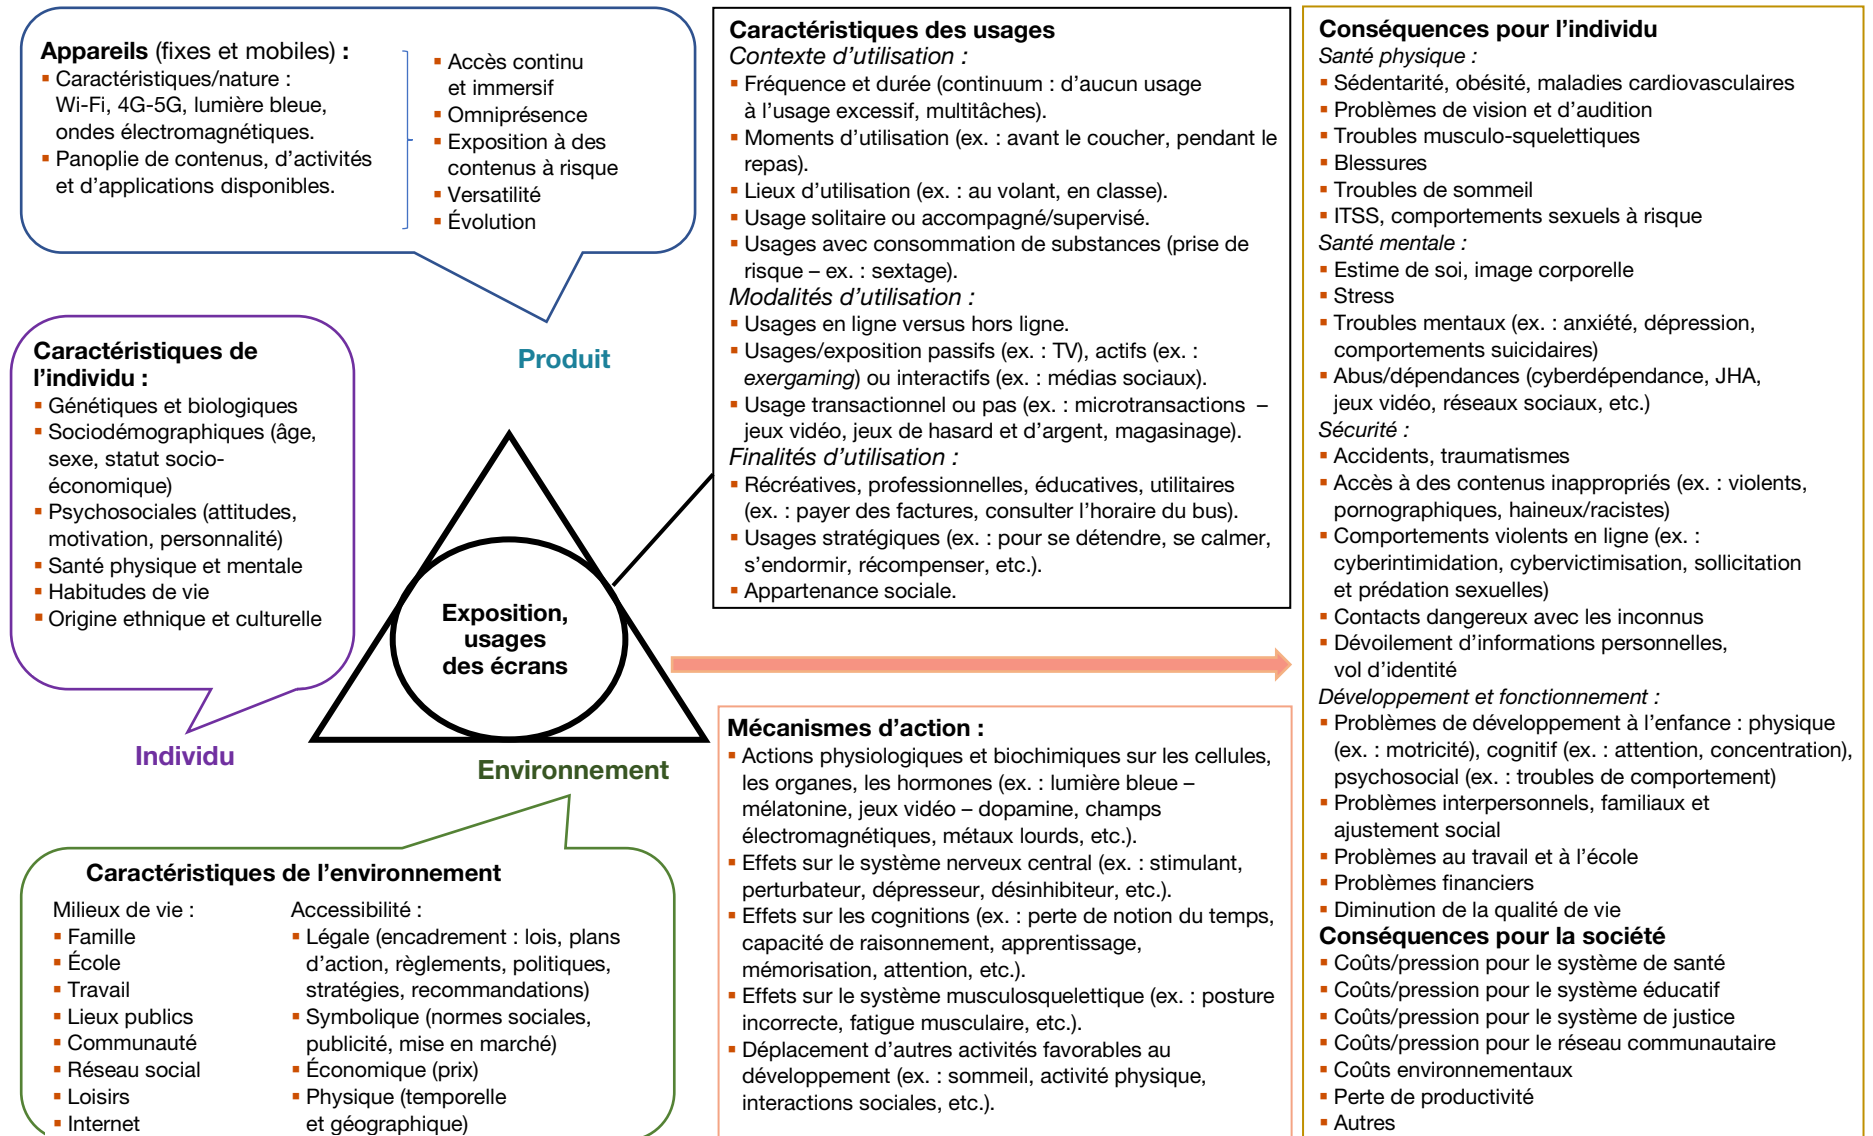 Appareils (fixes et mobiles) :
▪ Caractéristiques/nature :
Wi-Fi, 4G-5G, lumière bleue,
ondes électromagnétiques.
▪ Panoplie de contenus, d’activités
et d’applications disponibles.
▪ Accès continu
et immersif
▪ Omniprésence
▪ Exposition à des
contenus à risque
▪ Versatilité
▪ Évolution
Produit
Caractéristiques de
l’individu :
▪ Génétiques et biologiques
▪ Sociodémographiques (âge,
sexe, statut socio-
économique)
▪ Psychosociales (attitudes,
motivation, personnalité)
▪ Santé physique et mentale
▪ Habitudes de vie
▪ Origine ethnique et culturelle
Individu
Exposition,
usages
des écrans
Environnement
Caractéristiques de l’environnement
Milieux de vie :
▪ Famille
▪ École
▪ Travail
▪ Lieux publics
▪ Communauté
▪ Réseau social
▪ Loisirs
▪ Internet
Accessibilité :
▪ Légale (encadrement : lois, plans
d’action, règlements, politiques,
stratégies, recommandations)
▪ Symbolique (normes sociales,
publicité, mise en marché)
▪ Économique (prix)
▪ Physique (temporelle
et géographique)
Caractéristiques des usages
Contexte d’utilisation :
▪ Fréquence et durée (continuum : d’aucun usage
à l’usage excessif, multitâches).
▪ Moments d’utilisation (ex. : avant le coucher, pendant le
repas).
▪ Lieux d’utilisation (ex. : au volant, en classe).
▪ Usage solitaire ou accompagné/supervisé.
▪ Usages avec consommation de substances (prise de
risque – ex. : sextage).
Modalités d’utilisation :
▪ Usages en ligne versus hors ligne.
▪ Usages/exposition passifs (ex. : TV), actifs (ex. :
exergaming) ou interactifs (ex. : médias sociaux).
▪ Usage transactionnel ou pas (ex. : microtransactions –
jeux vidéo, jeux de hasard et d’argent, magasinage).
Finalités d’utilisation :
▪ Récréatives, professionnelles, éducatives, utilitaires
(ex. : payer des factures, consulter l’horaire du bus).
▪ Usages stratégiques (ex. : pour se détendre, se calmer,
s’endormir, récompenser, etc.).
▪ Appartenance sociale.
Mécanismes d’action :
▪ Actions physiologiques et biochimiques sur les cellules,
les organes, les hormones (ex. : lumière bleue –
mélatonine, jeux vidéo – dopamine, champs
électromagnétiques, métaux lourds, etc.).
▪ Effets sur le système nerveux central (ex. : stimulant,
perturbateur, dépresseur, désinhibiteur, etc.).
▪ Effets sur les cognitions (ex. : perte de notion du temps,
capacité de raisonnement, apprentissage,
mémorisation, attention, etc.).
▪ Effets sur le système musculosquelettique (ex. : posture
incorrecte, fatigue musculaire, etc.).
▪ Déplacement d’autres activités favorables au
développement (ex. : sommeil, activité physique,
interactions sociales, etc.).
Conséquences pour l’individu
Santé physique :
▪ Sédentarité, obésité, maladies cardiovasculaires
▪ Problèmes de vision et d’audition
▪ Troubles musculo-squelettiques
▪ Blessures
▪ Troubles de sommeil
▪ ITSS, comportements sexuels à risque
Santé mentale :
▪ Estime de soi, image corporelle
▪ Stress
▪ Troubles mentaux (ex. : anxiété, dépression,
comportements suicidaires)
▪ Abus/dépendances (cyberdépendance, JHA,
jeux vidéo, réseaux sociaux, etc.)
Sécurité :
▪ Accidents, traumatismes
▪ Accès à des contenus inappropriés (ex. : violents,
pornographiques, haineux/racistes)
▪ Comportements violents en ligne (ex. :
cyberintimidation, cybervictimisation, sollicitation
et prédation sexuelles)
▪ Contacts dangereux avec les inconnus
▪ Dévoilement d’informations personnelles,
vol d’identité
Développement et fonctionnement :
▪ Problèmes de développement à l’enfance : physique
(ex. : motricité), cognitif (ex. : attention, concentration),
psychosocial (ex. : troubles de comportement)
▪ Problèmes interpersonnels, familiaux et
ajustement social
▪ Problèmes au travail et à l’école
▪ Problèmes financiers
▪ Diminution de la qualité de vie
Conséquences pour la société
▪ Coûts/pression pour le système de santé
▪ Coûts/pression pour le système éducatif
▪ Coûts/pression pour le système de justice
▪ Coûts/pression pour le réseau communautaire
▪ Coûts environnementaux
▪ Perte de productivité
▪ Autres